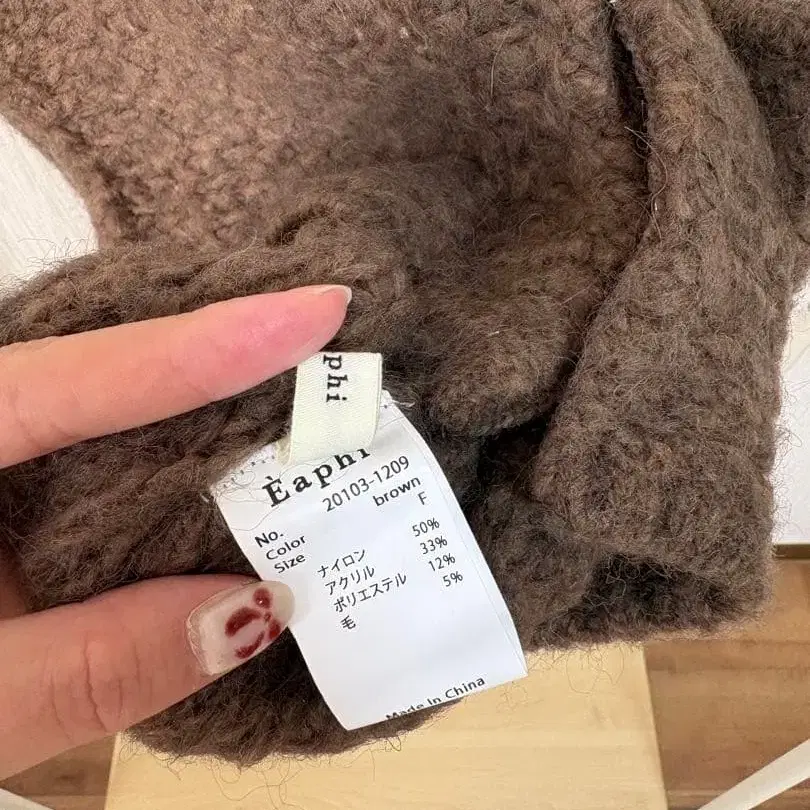 phi
Èaphi
No. 20103-1209
Color brown
Size F
ナイロン 50%
アクリル 33%
ポリエステル 12%
毛 5%
Made in China